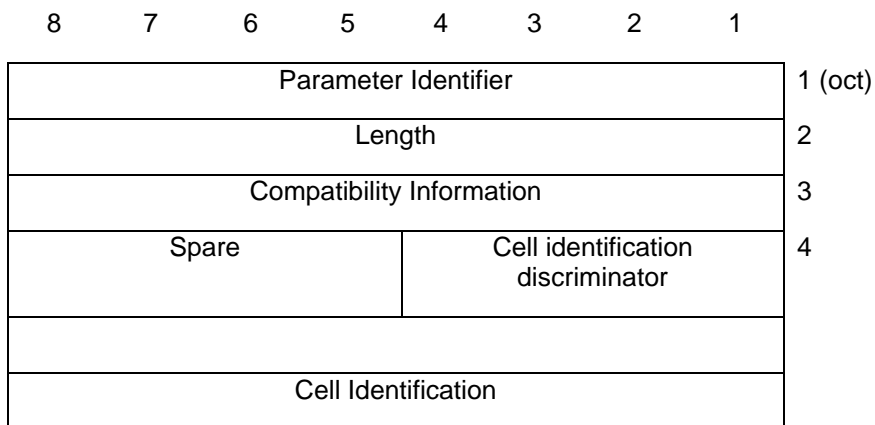 8 7 6 5 4 3 2 1
Parameter Identifier 1 (oct)
Length 2
Compatibility Information 3
Spare Cell identification 4
discriminator
Cell Identification